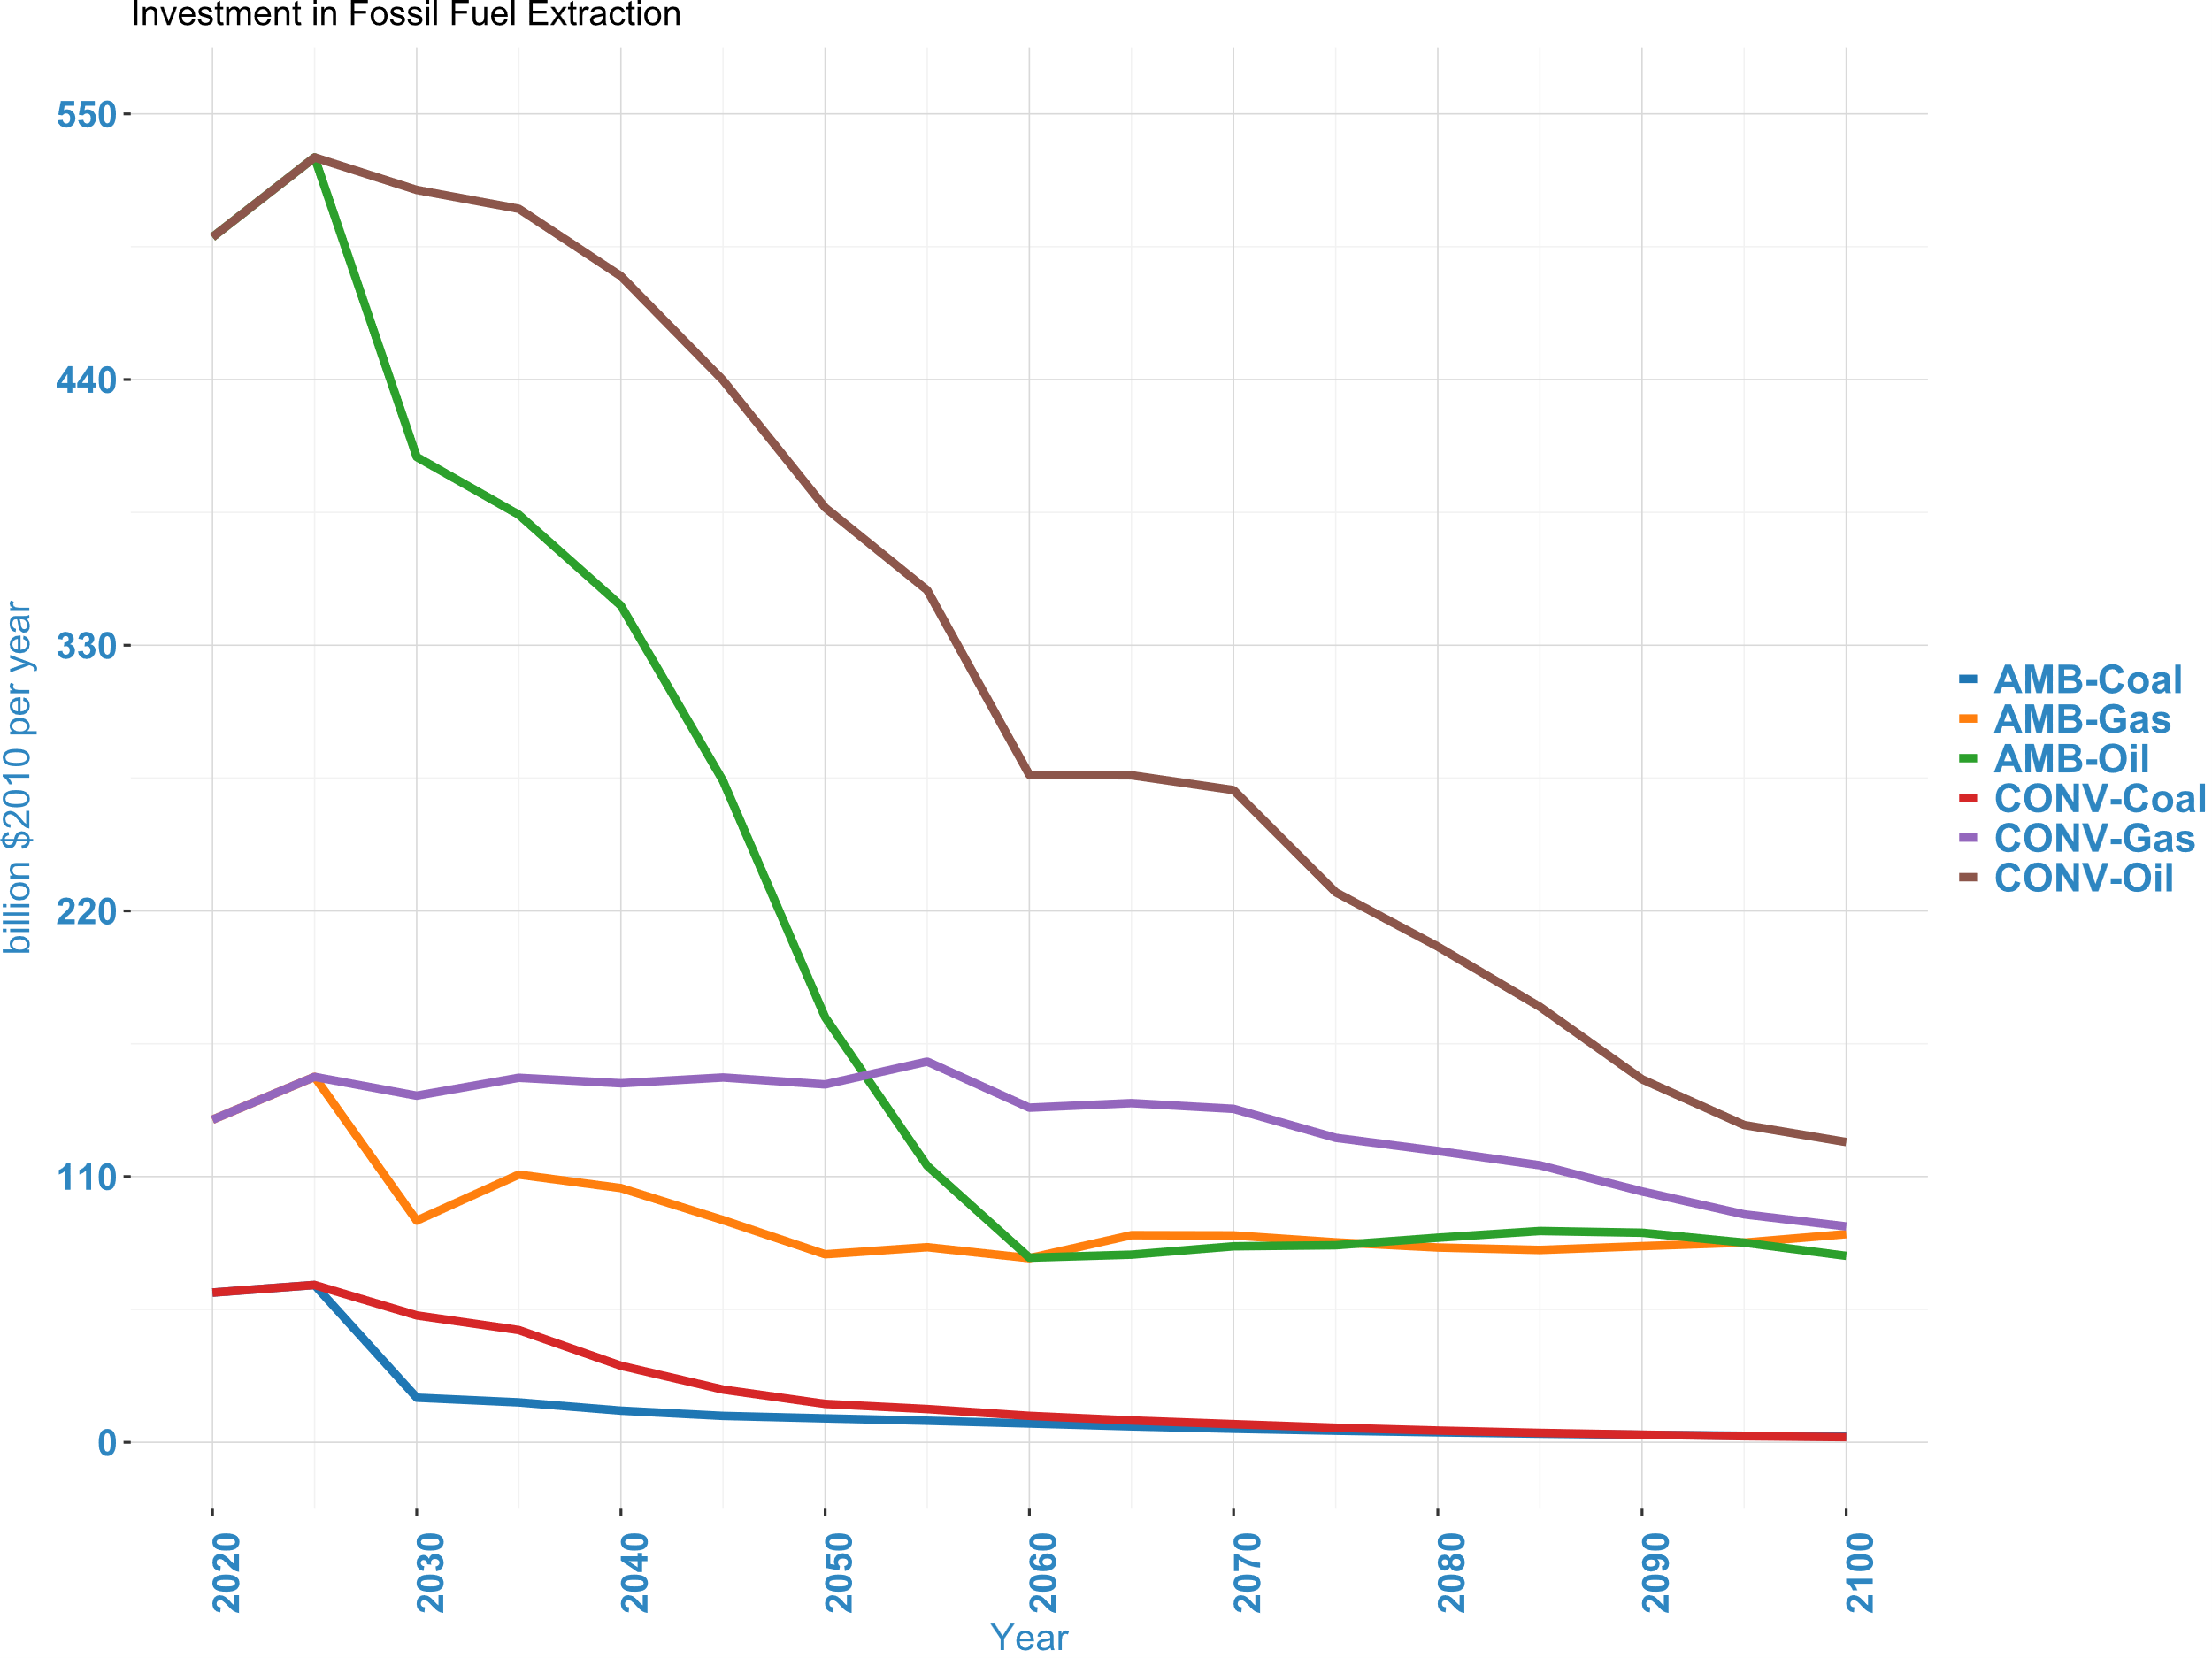 Investment in Fossil Fuel Extraction
billion $2010 per year
550
440
330
220
110
0
2020
2030
2040
2050
2060
2070
2080
2090
2100
Year
AMB-Coal
AMB-Gas
AMB-Oil
CONV-Coal
CONV-Gas
CONV-Oil